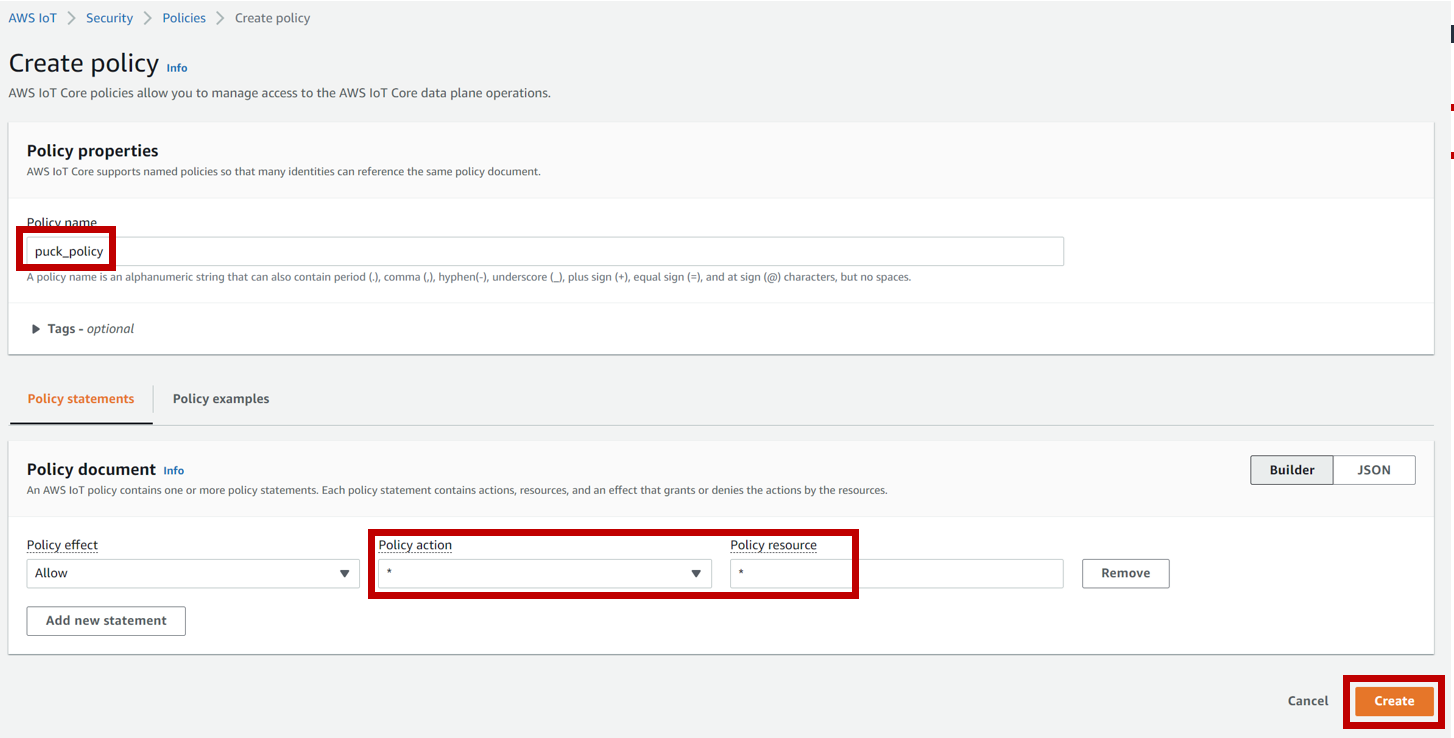 AWS IoT > Security > Policies > Create policy
Create policy Info
AWS IoT Core policies allow you to manage access to the AWS IoT Core data plane operations.
Policy properties
AWS IoT Core supports named policies so that many identities can reference the same policy document.
Policy name
puck_policy
A policy name is an alphanumeric string that can also contain period (.), comma (,), hyphen(-), underscore (_), plus sign (+), equal sign (=), and at sign (@) characters, but no spaces.
Tags - optional
Policy statements Policy examples
Policy document Info
Builder JSON
An AWS IoT policy contains one or more policy statements. Each policy statement contains actions, resources, and an effect that grants or denies the actions by the resources.
Policy effect Policy action Policy resource
Allow * * Remove
Add new statement
Cancel Create